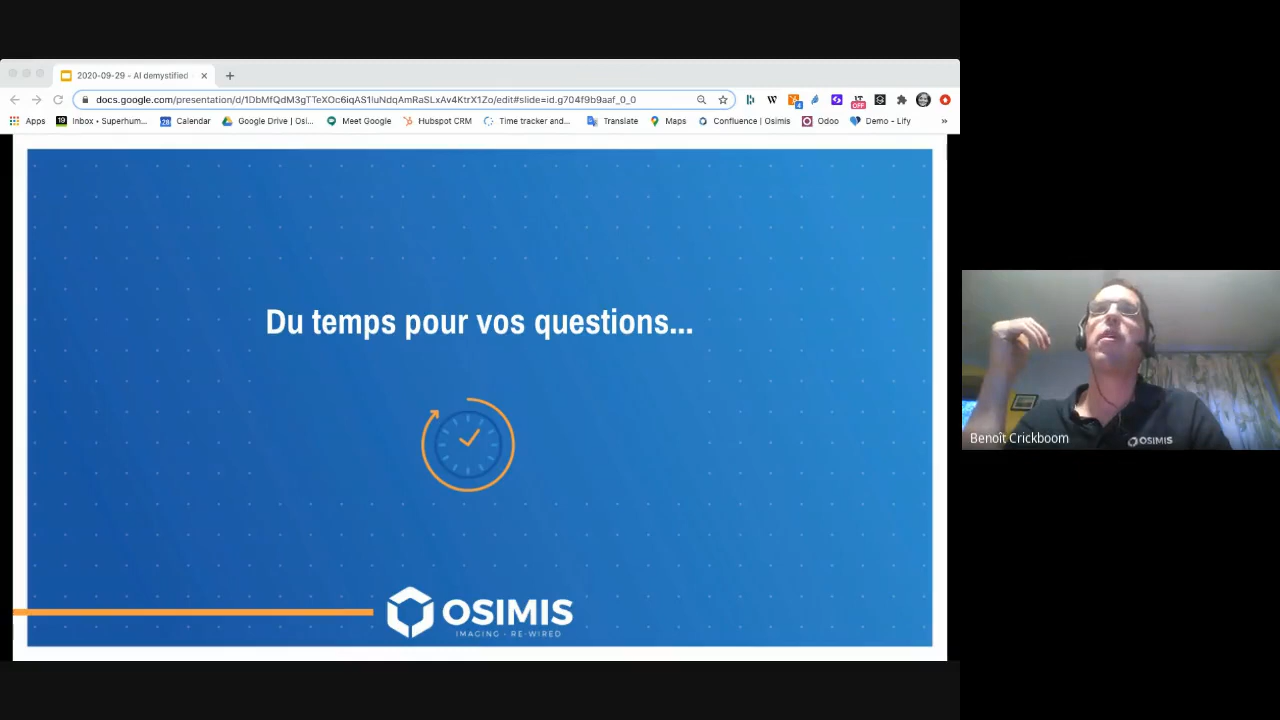 2020-09-29 - AI demystified
docs.google.com/presentation/d/1DbMfQdM3gTTeXOc6iqAS1IuNdqAmRaSLxAv4KtrX1Zo/edit#slide=id.g704f9b9aaf_0_0
Apps Inbox • Superhum... Calendar Google Drive | Osi... Meet Google Hubspot CRM Time tracker and... Translate Maps Confluence | Osimis Odoo Demo - Lify »
Du temps pour vos questions...
OSIMIS
IMAGING • RE-WIRED
OSIMIS
Benoît Crickboom